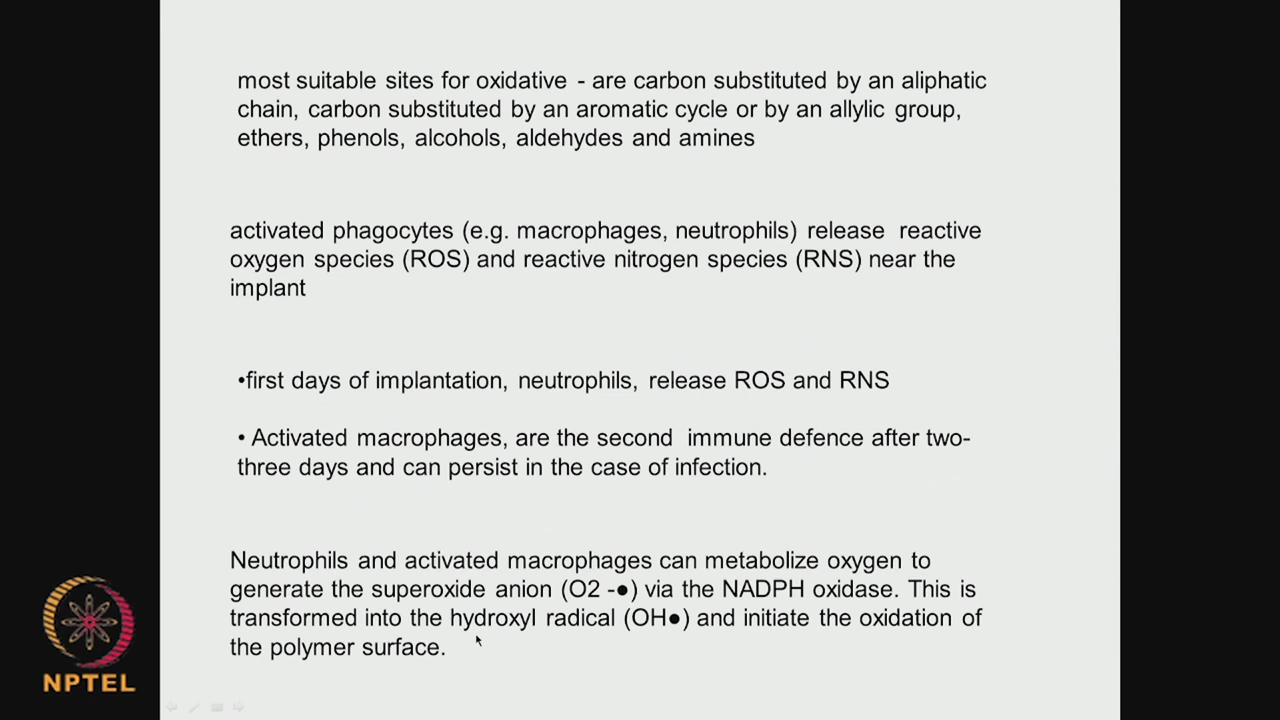 most suitable sites for oxidative - are carbon substituted by an aliphatic
chain, carbon substituted by an aromatic cycle or by an allylic group,
ethers, phenols, alcohols, aldehydes and amines
activated phagocytes (e.g. macrophages, neutrophils) release reactive
oxygen species (ROS) and reactive nitrogen species (RNS) near the
implant
•first days of implantation, neutrophils, release ROS and RNS
• Activated macrophages, are the second immune defence after two-
three days and can persist in the case of infection.
Neutrophils and activated macrophages can metabolize oxygen to
generate the superoxide anion (O2 -●) via the NADPH oxidase. This is
transformed into the hydroxyl radical (OH●) and initiate the oxidation of
the polymer surface.
NPTEL